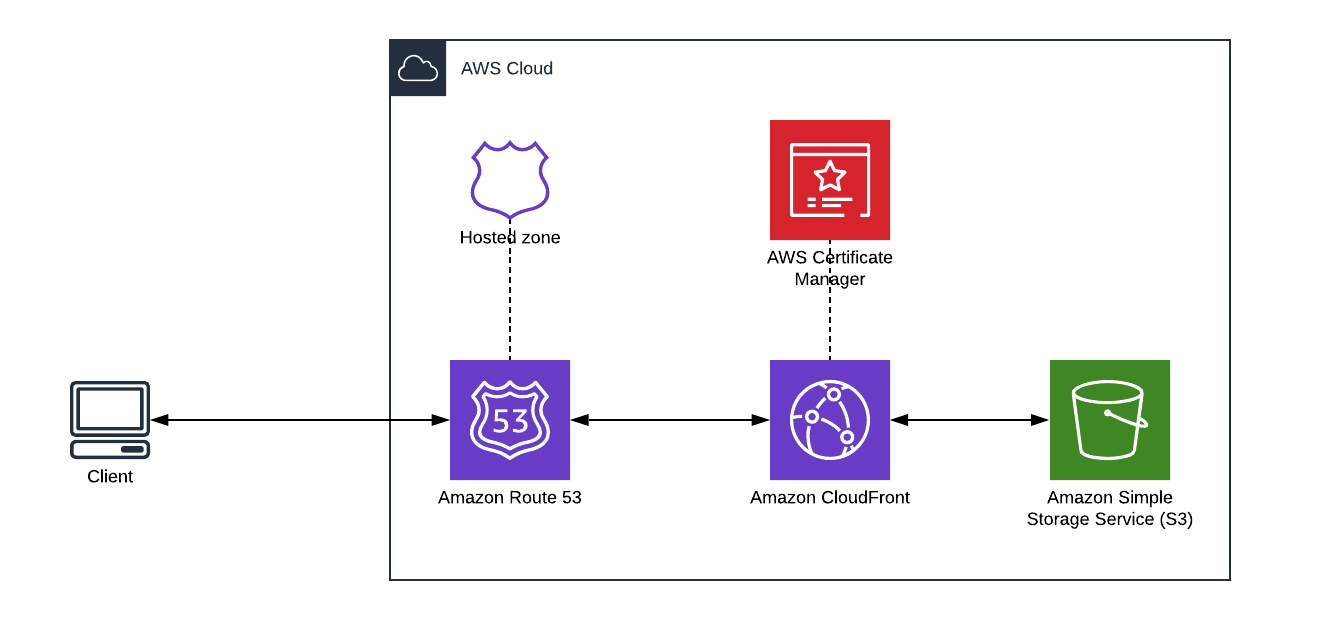 AWS Cloud
Hosted zone
AWS Certificate
Manager
53
Client
Amazon Route 53
Amazon CloudFront
Amazon Simple
Storage Service (S3)